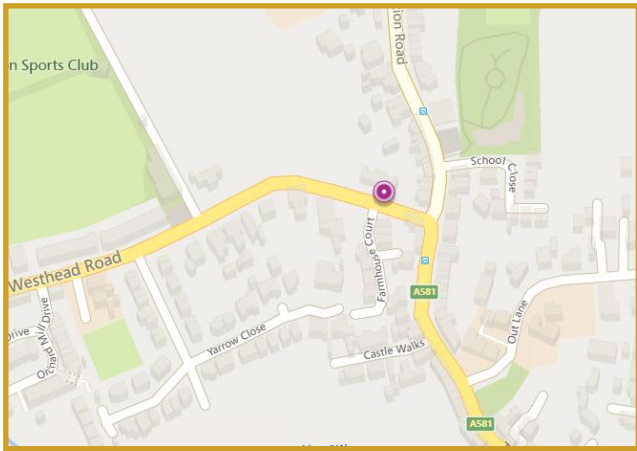 ion Road
n Sports Club
School Close
Farmhouse Court
Westhead Road
A581
Orchard Mill Drive
Drive
Yarrow Close
Castle Walks
Out Lane
A581